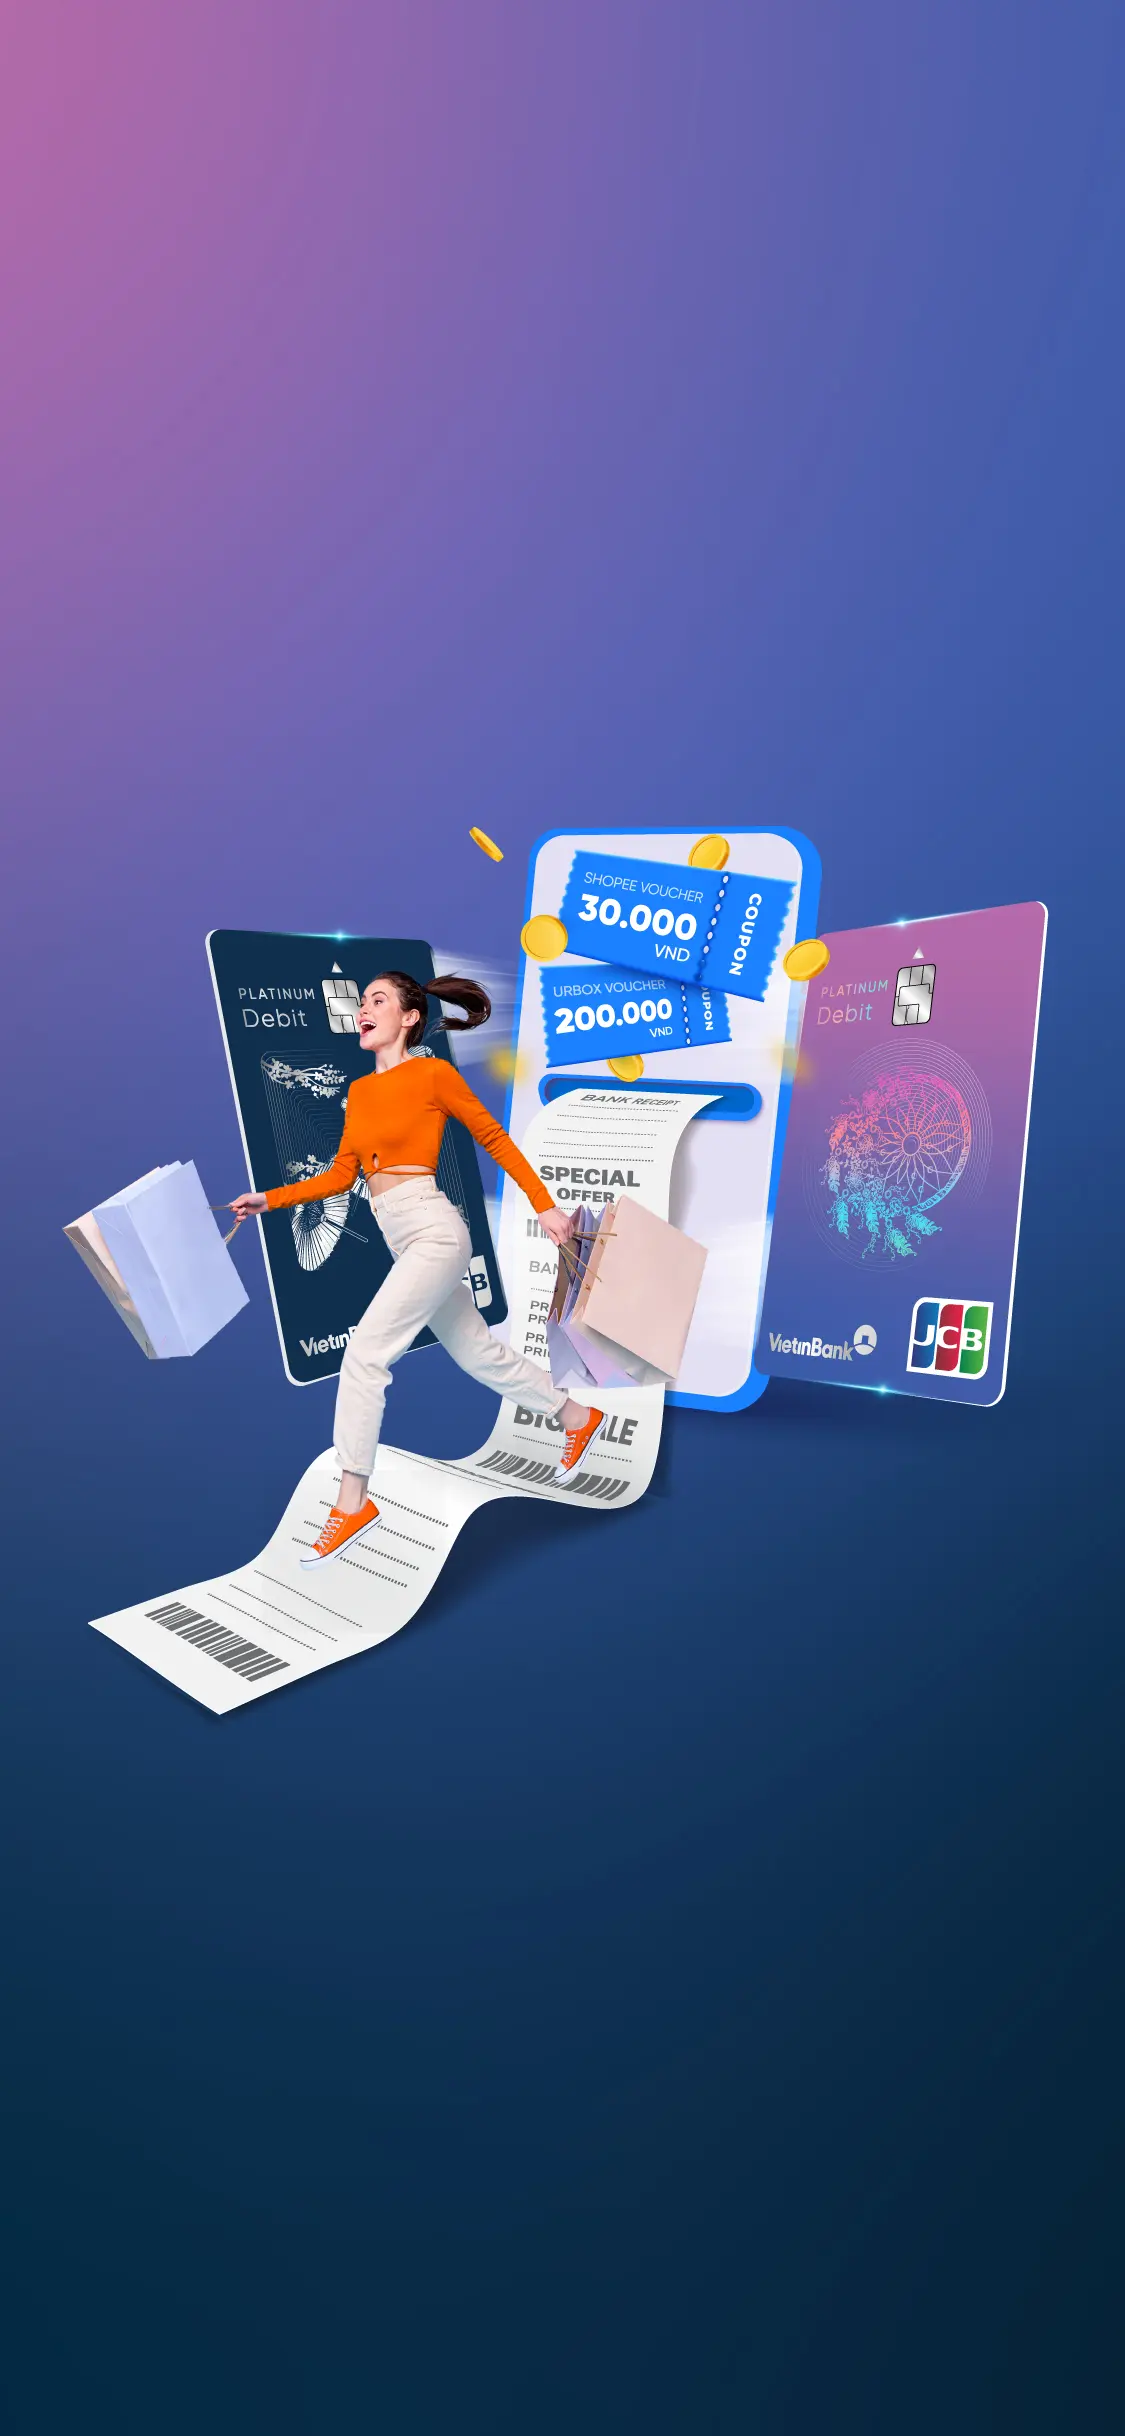 SHOPEE VOUCHER
30.000
VND
COUPON
URBOX VOUCHER
200.000
VND
PLATINUM
Debit
PLATINUM
Debit
BANK RECEIPT
SPECIAL
OFFER
VietinBank
JCB